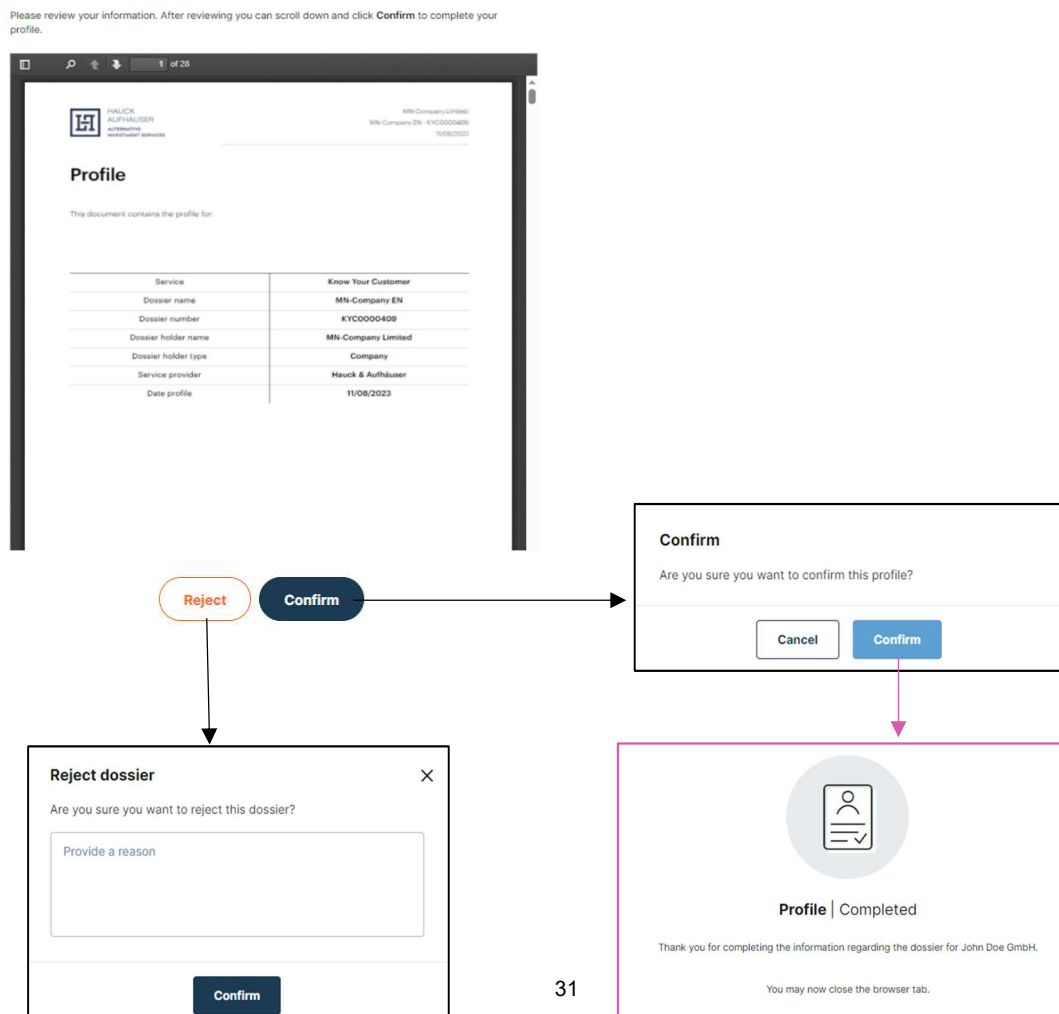 Please review your information. After reviewing you can scroll down and click Confirm to complete your
profile.
1 of 28
HAUCK
AUFHÄUSER
ALTERNATIVE
INVESTMENT SERVICES
MN-Company Limited
MN-Company EN - KYC0000409
11/08/2023
Profile
This document contains the profile for:
Service Know Your Customer
Dossier name MN-Company EN
Dossier number KYC0000409
Dossier holder name MN-Company Limited
Dossier holder type Company
Service provider Hauck & Aufhäuser
Date profile 11/08/2023
Reject Confirm
Confirm
Are you sure you want to confirm this profile?
Cancel Confirm
Reject dossier
Are you sure you want to reject this dossier?
Provide a reason
Confirm
Profile | Completed
Thank you for completing the information regarding the dossier for John Doe GmbH.
You may now close the browser tab.
31